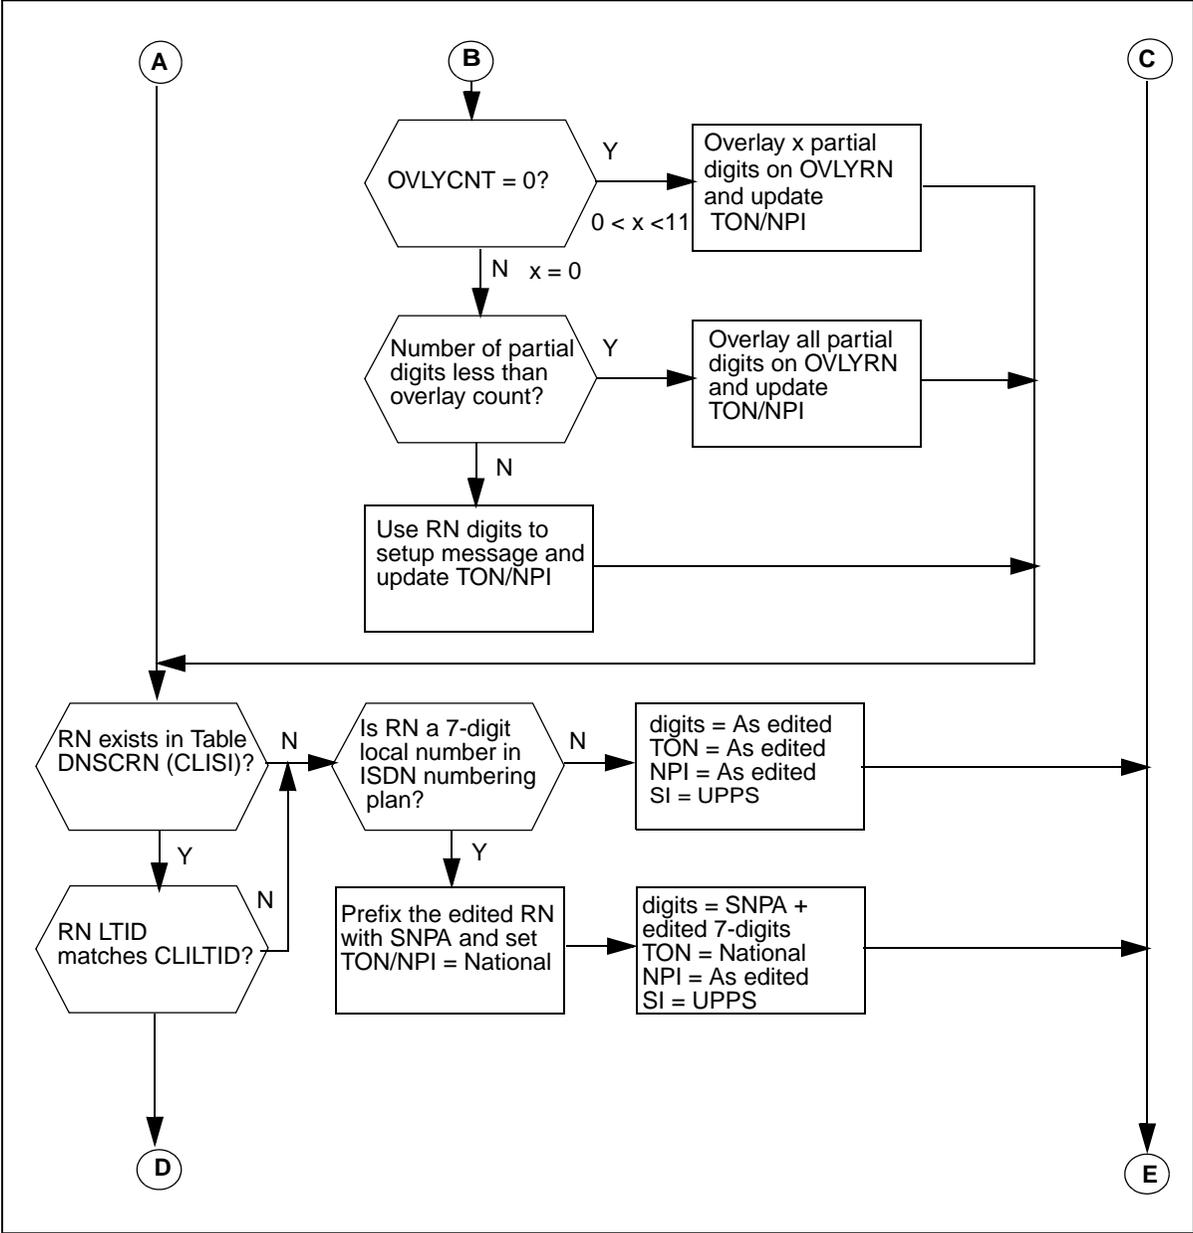 A
B
C
OVLYCNT = 0?
Y
0 < x <11
Overlay x partial
digits on OVLYRN
and update
TON/NPI
N x = 0
Number of partial
digits less than
overlay count?
Y
Overlay all partial
digits on OVLYRN
and update
TON/NPI
N
Use RN digits to
setup message and
update TON/NPI
RN exists in Table
DNSCRN (CLISI)?
N
Is RN a 7-digit
local number in
ISDN numbering
plan?
N
digits = As edited
TON = As edited
NPI = As edited
SI = UPPS
Y
Y
RN LTID
matches CLILTID?
N
Prefix the edited RN
with SNPA and set
TON/NPI = National
digits = SNPA +
edited 7-digits
TON = National
NPI = As edited
SI = UPPS
D
E